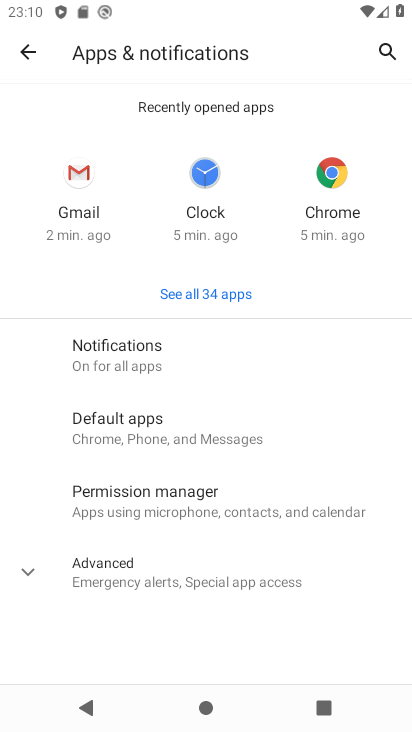 23:10
Apps & notifications
Recently opened apps
Gmail
2 min. ago
Clock
5 min. ago
Chrome
5 min. ago
See all 34 apps
Notifications
On for all apps
Default apps
Chrome, Phone, and Messages
Permission manager
Apps using microphone, contacts, and calendar
Advanced
Emergency alerts, Special app access